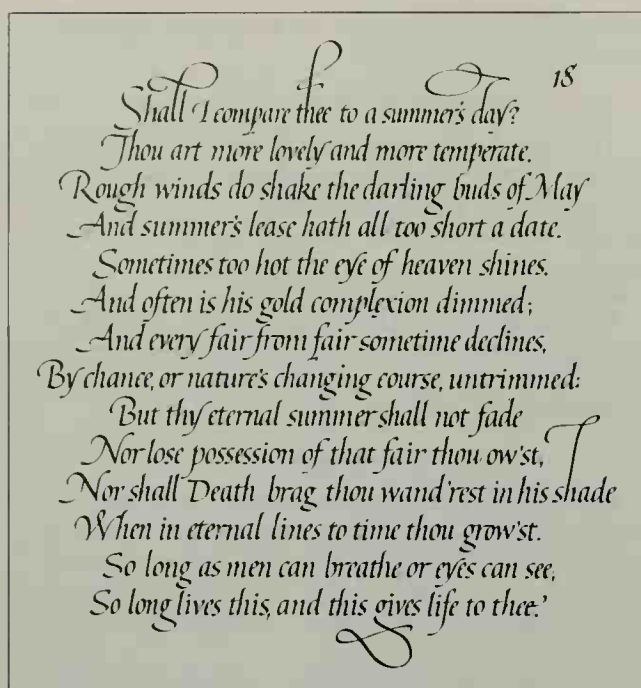 18
Shall I compare thee to a summer's day?
Thou art more lovely and more temperate.
Rough winds do shake the darling buds of May
And summer's lease hath all too short a date.
Sometimes too hot the eye of heaven shines,
And often is his gold complexion dimmed;
And every fair from fair sometime declines,
By chance, or nature's changing course, untrimmed:
But thy eternal summer shall not fade
Nor lose possession of that fair thou ow'st,
Nor shall Death brag thou wand'rest in his shade
When in eternal lines to time thou grow'st.
So long as men can breathe or eyes can see,
So long lives this, and this gives life to thee.'